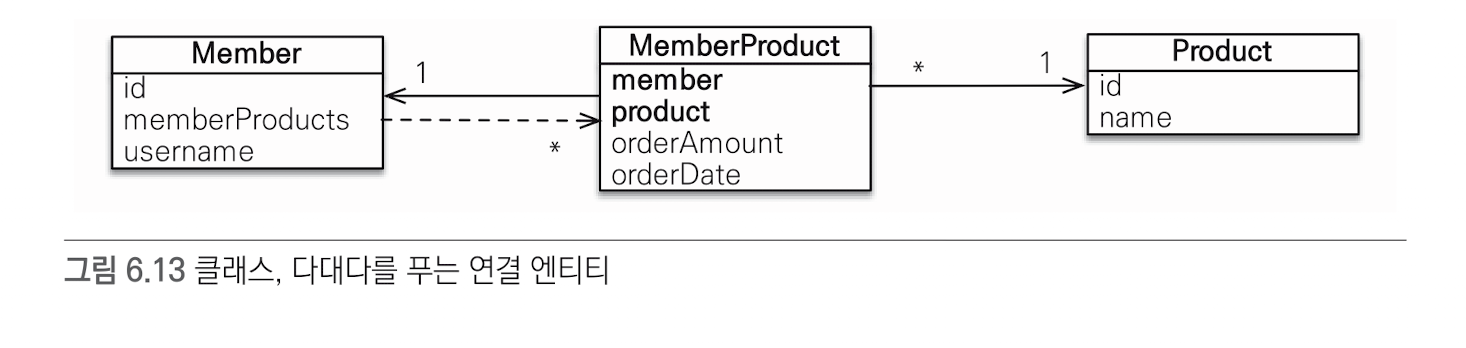 Member
id
memberProducts
username
1
*
MemberProduct
member
product
orderAmount
orderDate
*
1
Product
id
name
그림 6.13 클래스, 다대다를 푸는 연결 엔티티